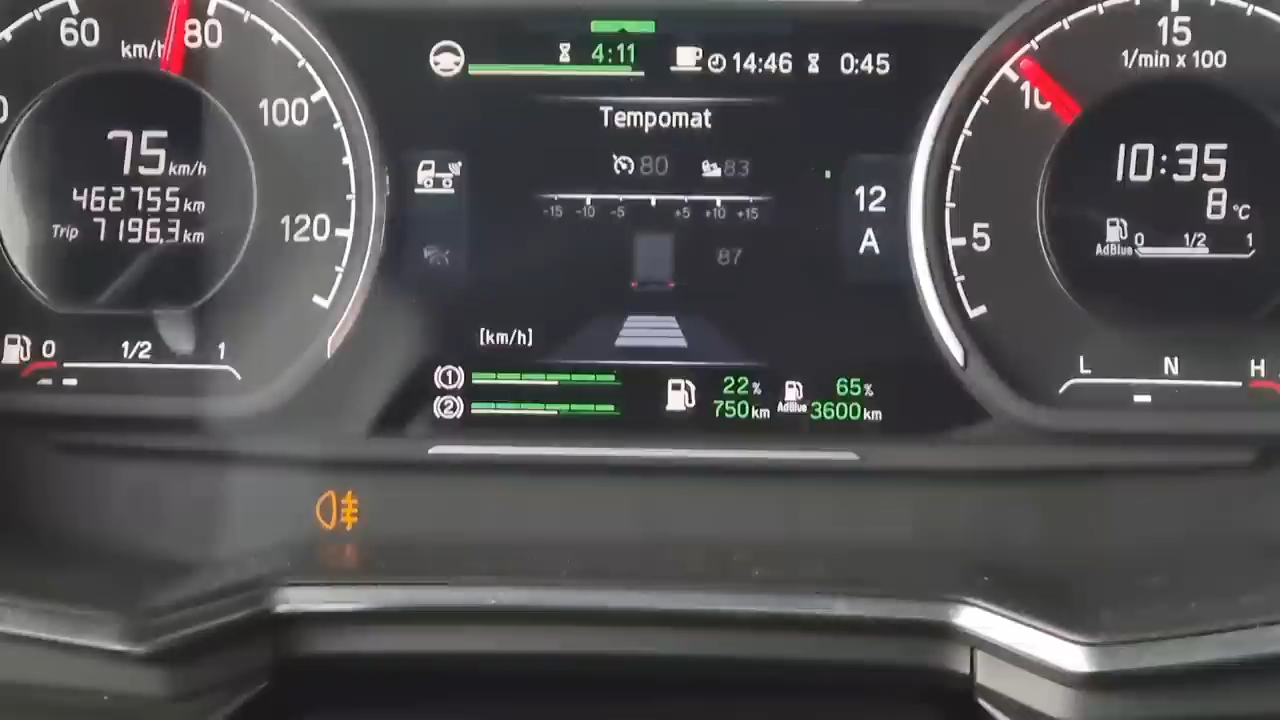 60
km/h
80
100
120
75 km/h
462755 km
Trip 7196,3 km
0 1/2 1
4:11
14:46 0:45
Tempomat
80 83
-15 -10 -5 +5 +10 +15
87
[km/h]
12
A
(1)
(2)
22%
750 km
65%
AdBlue 3600 km
15
1/min x 100
10
5
10:35
8 °C
AdBlue 0 1/2 1
L N H